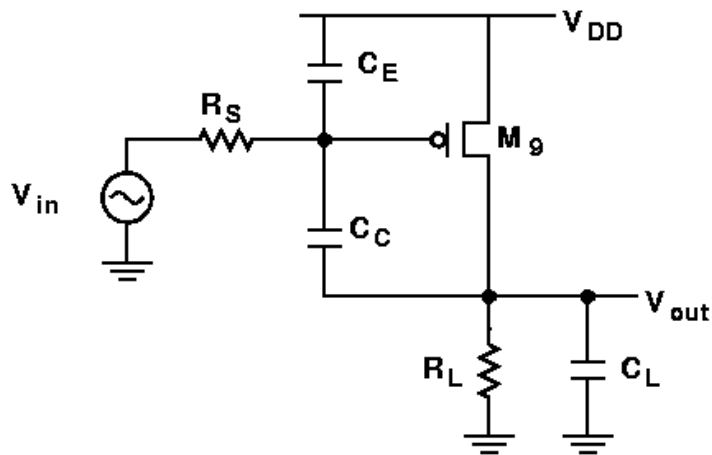 V_DD
C_E
R_S
M_9
V_in
C_C
V_out
R_L
C_L